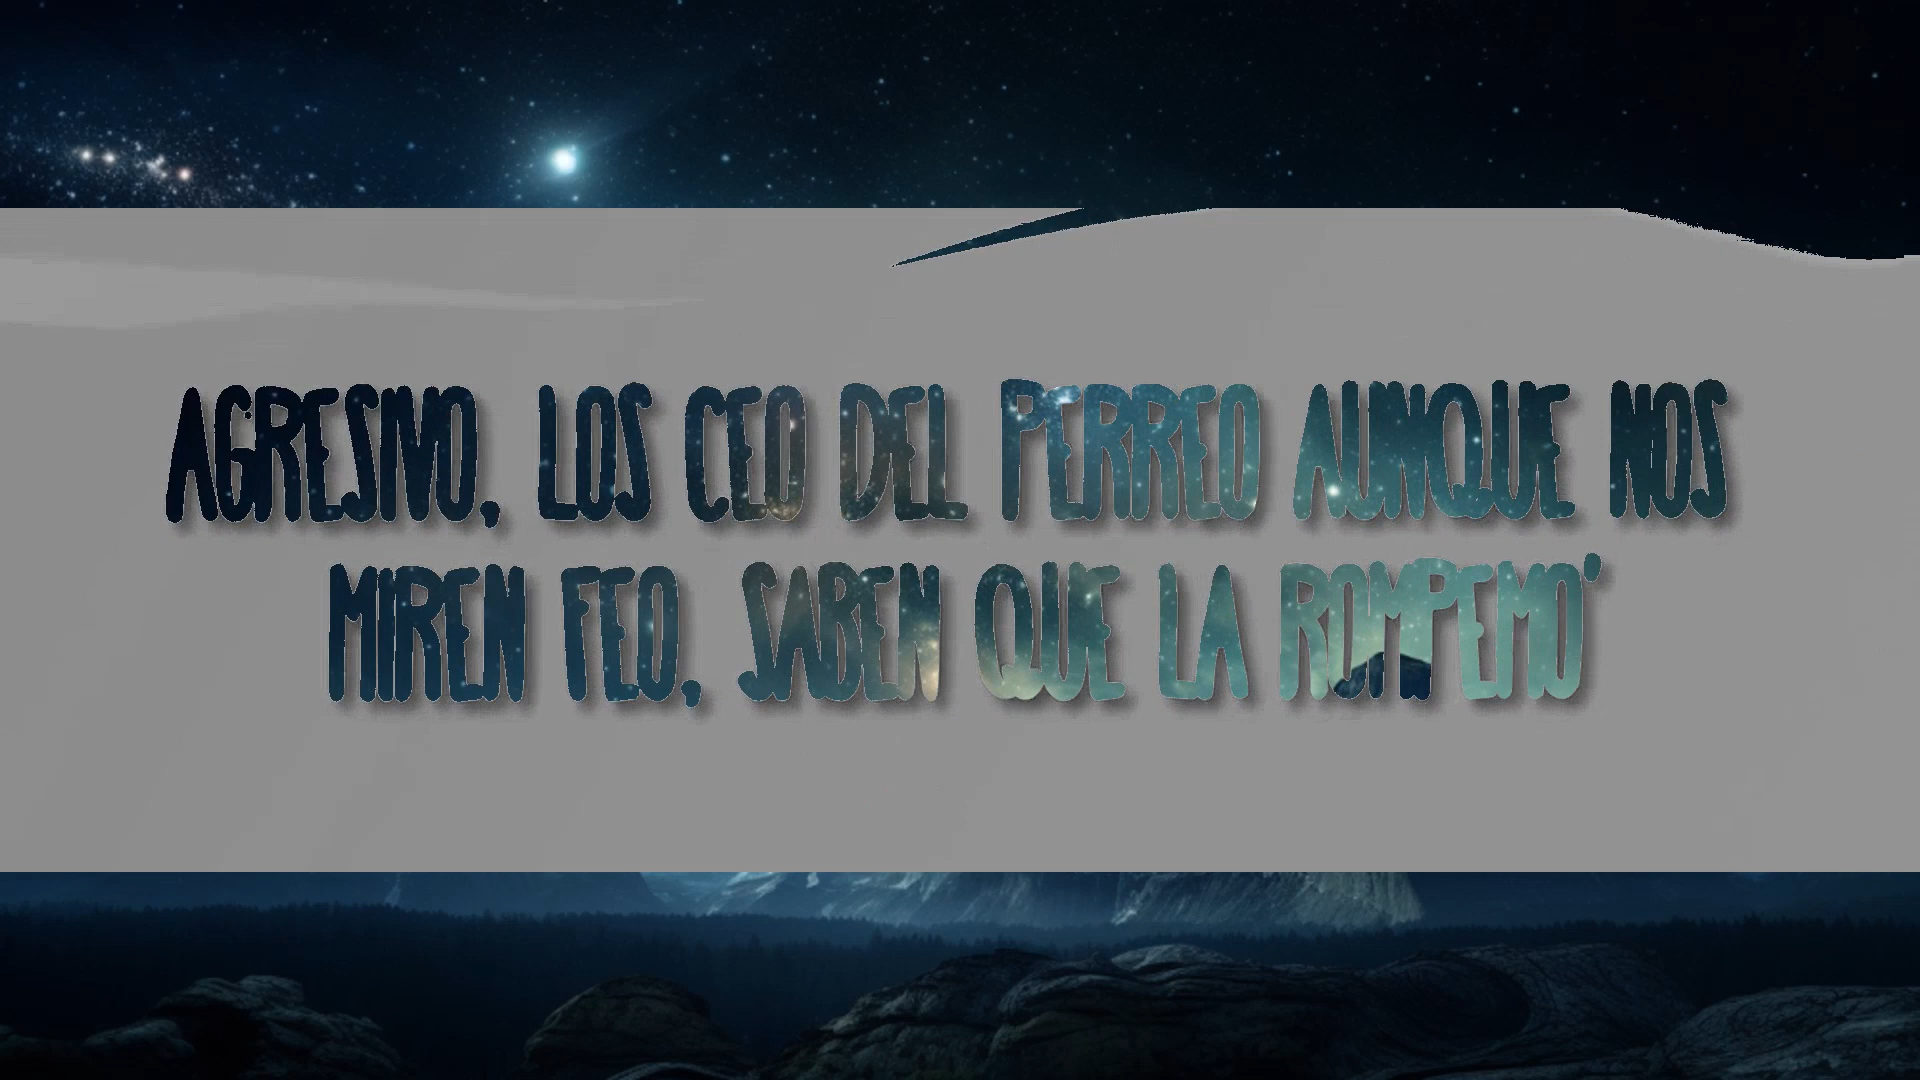 AGRESIVO, LOS CEO DEL PERREO AUNQUE NOS
MIREN FEO, SABEN QUE LA ROMPEMO'